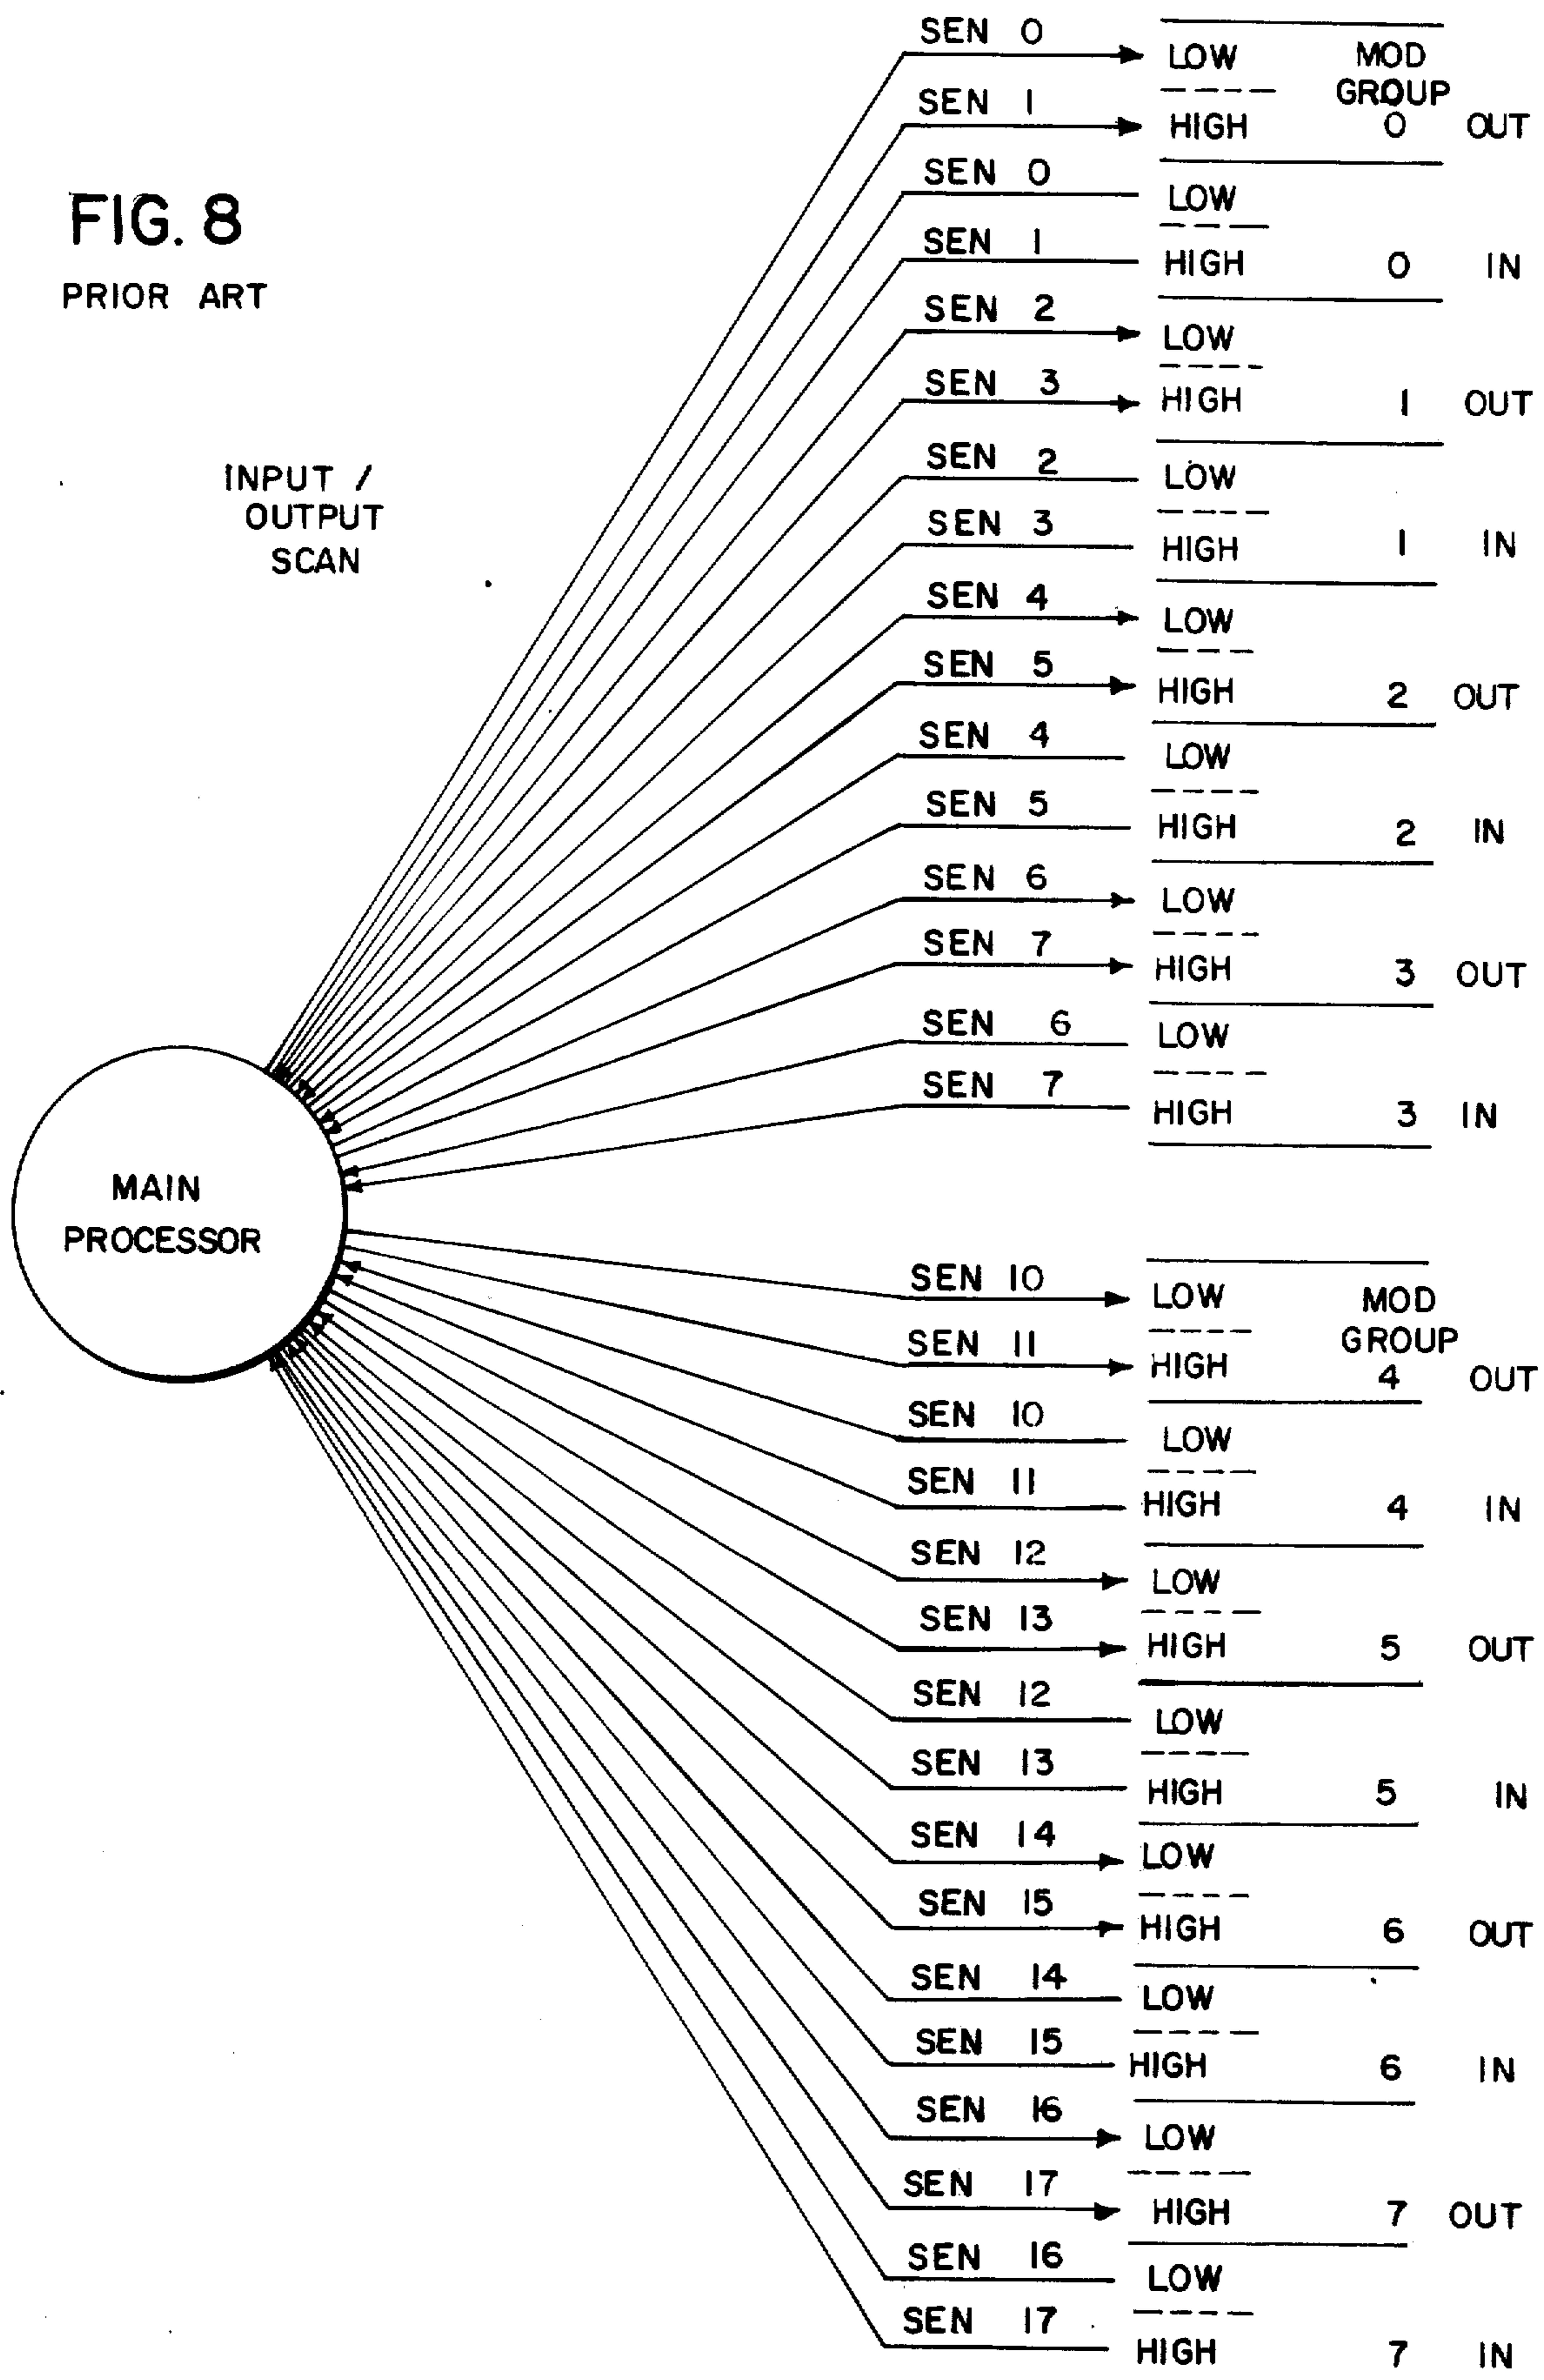 FIG. 8
PRIOR ART
INPUT /
OUTPUT
SCAN
MAIN
PROCESSOR
SEN 0 LOW MOD
GROUP
SEN 1 HIGH 0 OUT
SEN 0 LOW
SEN 1 HIGH 0 IN
SEN 2 LOW
SEN 3 HIGH 1 OUT
SEN 2 LOW
SEN 3 HIGH 1 IN
SEN 4 LOW
SEN 5 HIGH 2 OUT
SEN 4 LOW
SEN 5 HIGH 2 IN
SEN 6 LOW
SEN 7 HIGH 3 OUT
SEN 6 LOW
SEN 7 HIGH 3 IN
SEN 10 LOW MOD
GROUP
SEN 11 HIGH 4 OUT
SEN 10 LOW
SEN 11 HIGH 4 IN
SEN 12 LOW
SEN 13 HIGH 5 OUT
SEN 12 LOW
SEN 13 HIGH 5 IN
SEN 14 LOW
SEN 15 HIGH 6 OUT
SEN 14 LOW
SEN 15 HIGH 6 IN
SEN 16 LOW
SEN 17 HIGH 7 OUT
SEN 16 LOW
SEN 17 HIGH 7 IN